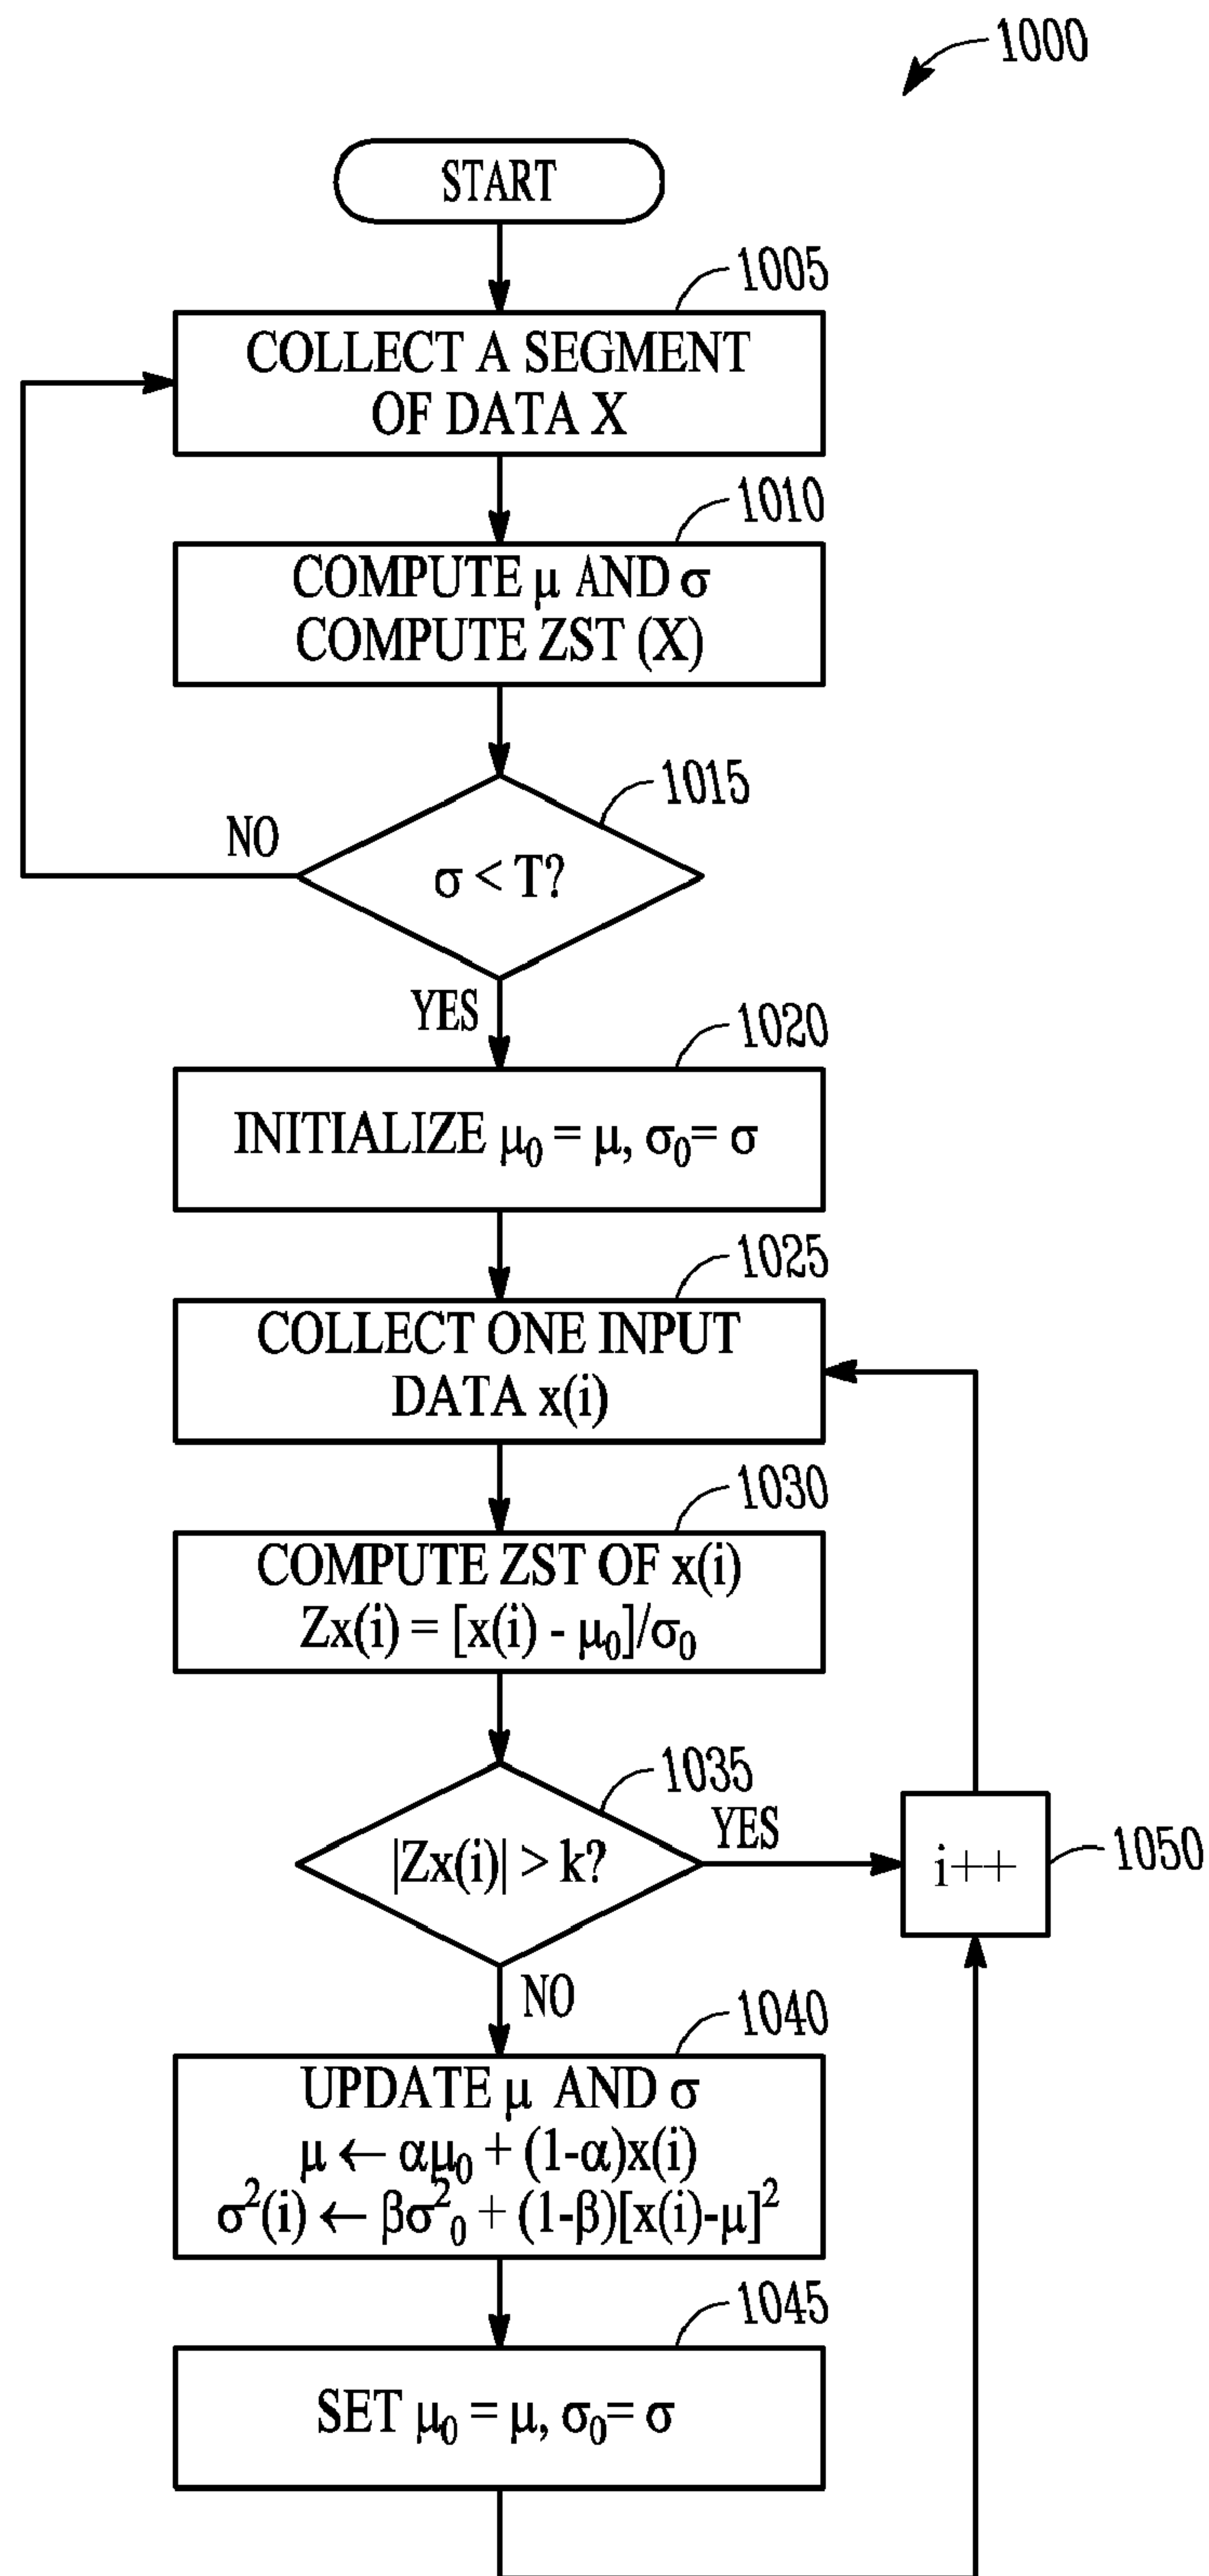 1000
START
1005
COLLECT A SEGMENT
OF DATA X
1010
COMPUTE μ AND σ
COMPUTE ZST (X)
1015
NO
σ < T?
YES
1020
INITIALIZE μ₀ = μ, σ₀= σ
1025
COLLECT ONE INPUT
DATA x(i)
1030
COMPUTE ZST OF x(i)
Zx(i) = [x(i) - μ₀]/σ₀
1035
YES
|Zx(i)| > k?
i++
1050
NO
1040
UPDATE μ AND σ
μ ← αμ₀ + (1-α)x(i)
σ²(i) ← βσ²₀ + (1-β)[x(i)-μ]²
1045
SET μ₀ = μ, σ₀= σ